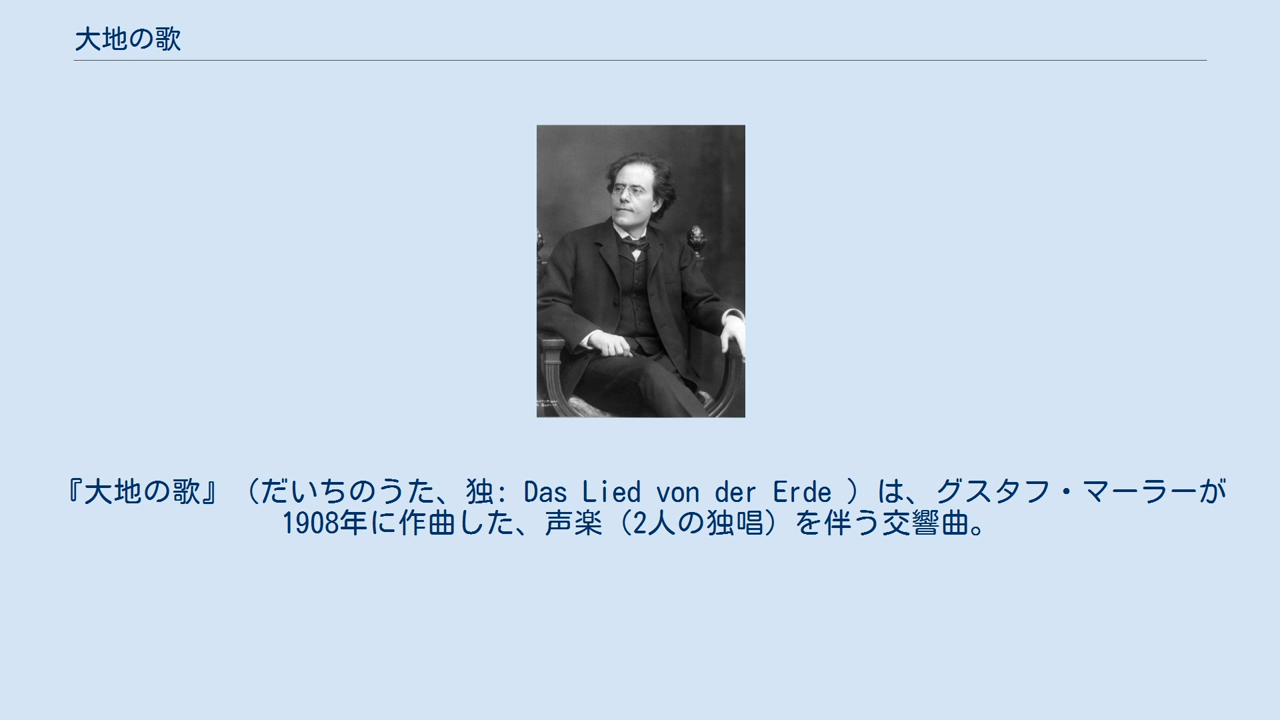 大地の歌
『大地の歌』（だいちのうた、独: Das Lied von der Erde ）は、グスタフ・マーラーが
1908年に作曲した、声楽（2人の独唱）を伴う交響曲。